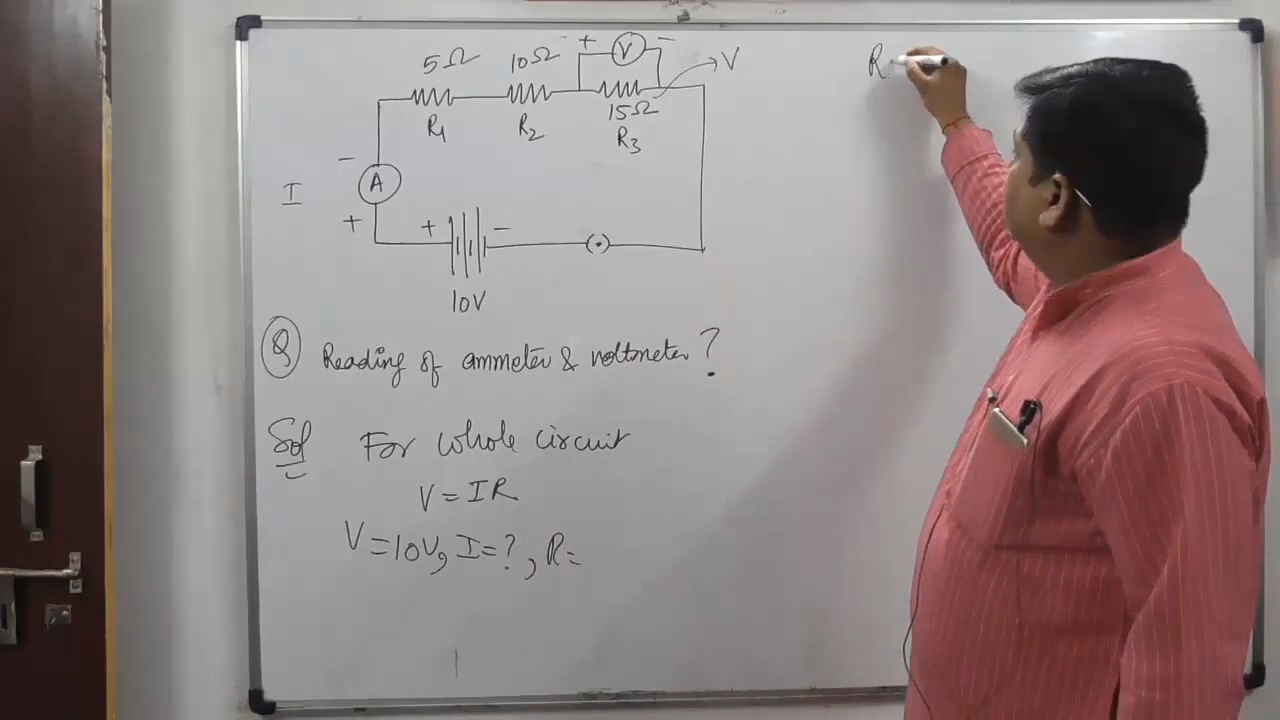 + V −
5Ω 10Ω → V
15Ω
R1 R2 R3
−
I A
+ + −
10V
Q Reading of ammeter & voltmeter ?
Sol For whole circuit
V = IR
V = 10V, I = ?, R =
R